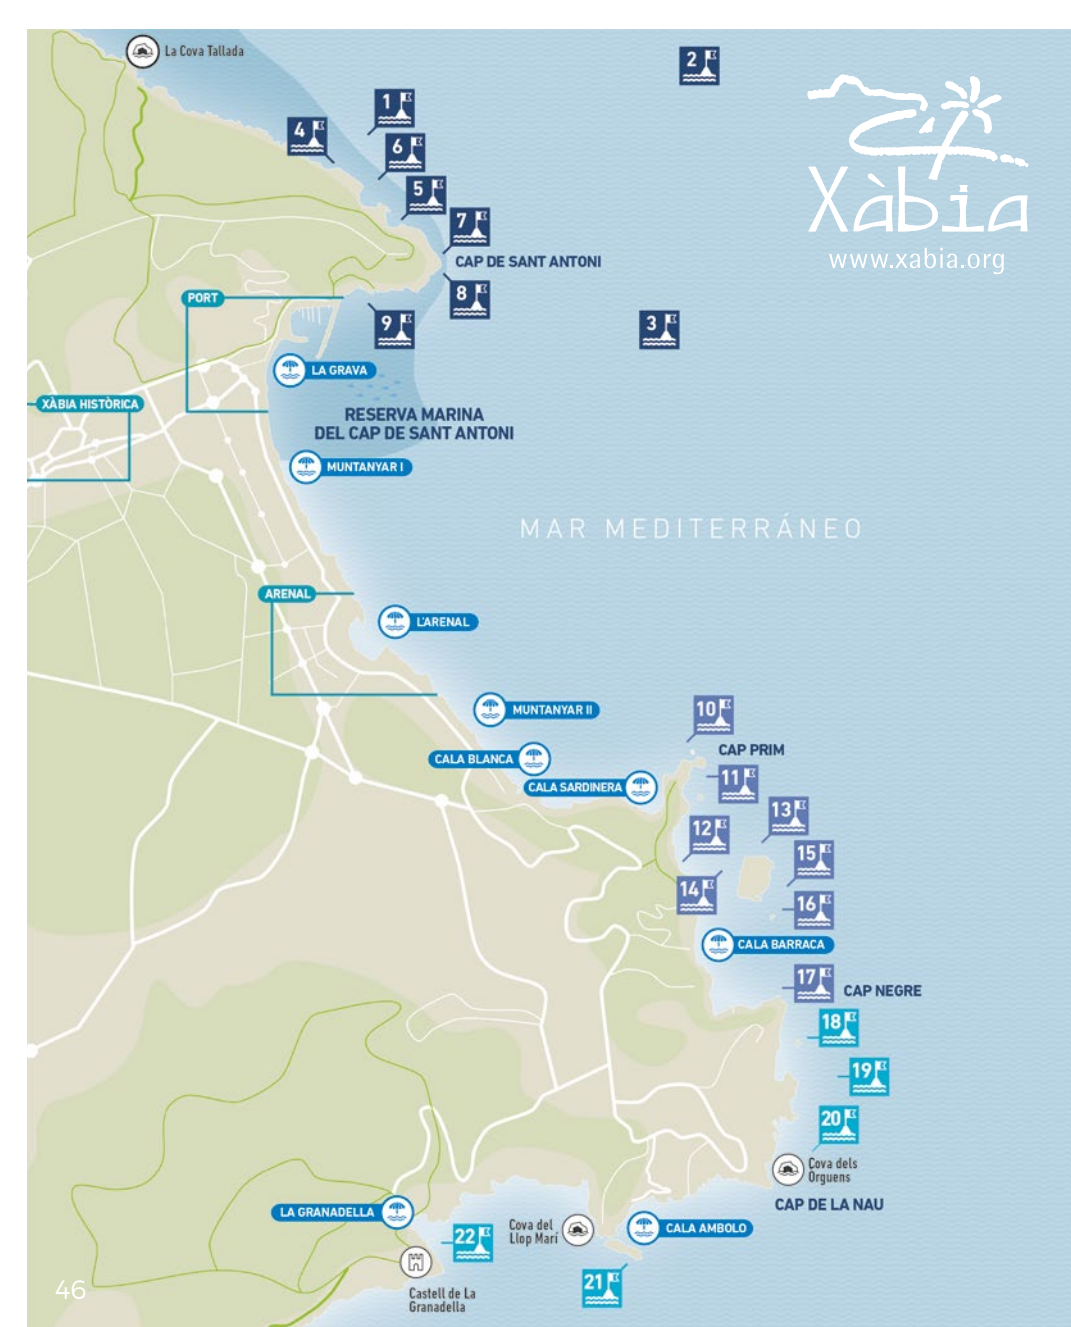 La Cova Tallada
2
1
4
6
5
7
CAP DE SANT ANTONI
8
9
3
Xàbia
www.xabia.org
PORT
LA GRAVA
XÀBIA HISTÒRICA
RESERVA MARINA
DEL CAP DE SANT ANTONI
MUNTANYAR I
MAR MEDITERRÁNEO
ARENAL
L'ARENAL
MUNTANYAR II
10
CAP PRIM
CALA BLANCA
CALA SARDINERA
11
13
12
15
14
16
CALA BARRACA
17
CAP NEGRE
18
19
20
Cova dels
Orguens
CAP DE LA NAU
LA GRANADELLA
22
Cova del
Llop Marí
CALA AMBOLO
21
Castell de La
Granadella
46